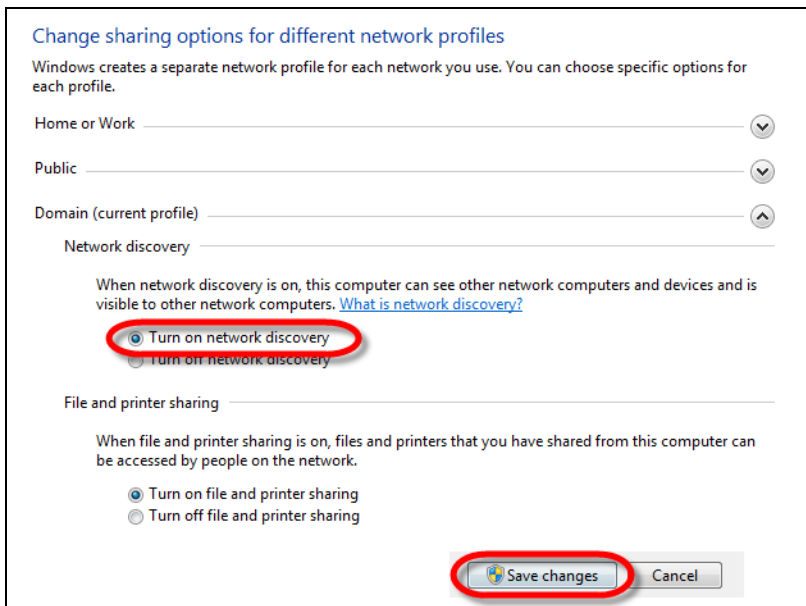 Change sharing options for different network profiles
Windows creates a separate network profile for each network you use. You can choose specific options for
each profile.
Home or Work
Public
Domain (current profile)
Network discovery
When network discovery is on, this computer can see other network computers and devices and is
visible to other network computers. What is network discovery?
Turn on network discovery
Turn off network discovery
File and printer sharing
When file and printer sharing is on, files and printers that you have shared from this computer can
be accessed by people on the network.
Turn on file and printer sharing
Turn off file and printer sharing
Save changes Cancel